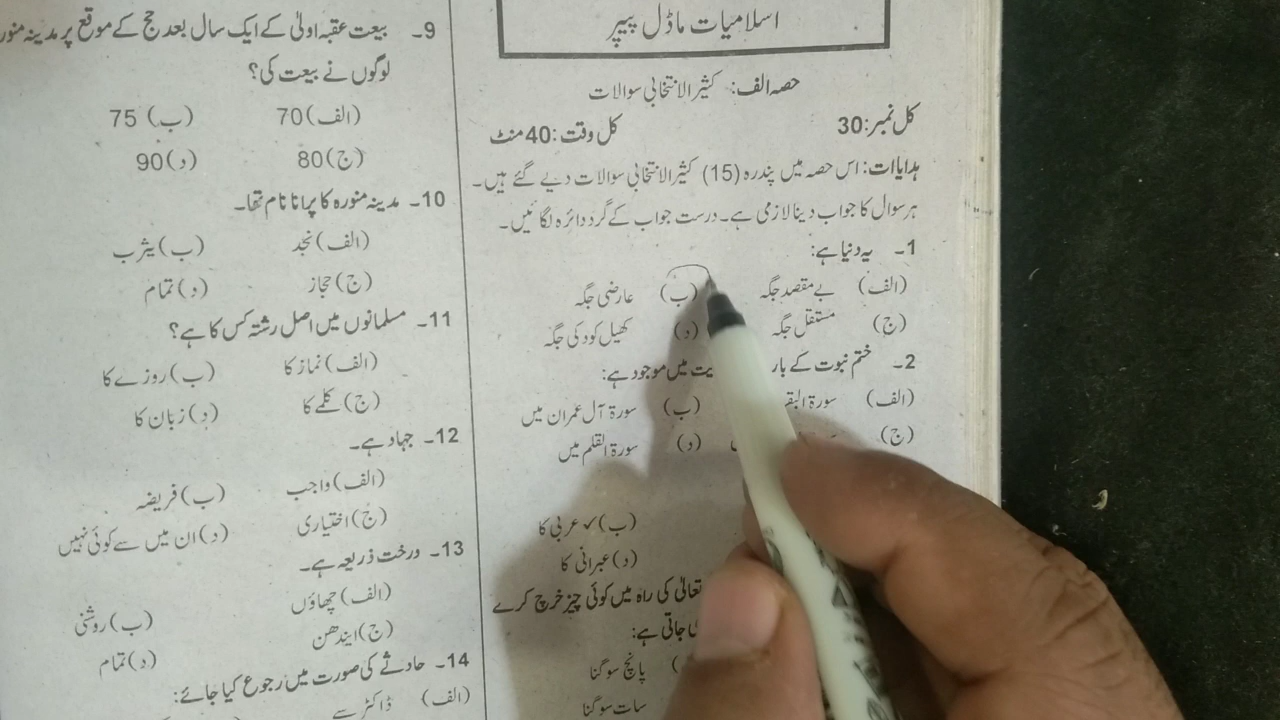 اسلامیات ماڈل پیپر
حصہ الف: کثیر الانتخابی سوالات
کل نمبر:30 کل وقت:40 منٹ
ہدایاات: اس حصہ میں پندرہ (15) کثیر الانتخابی سوالات دیے گئے ہیں۔
ہر سوال کا جواب دینا لازمی ہے۔ درست جواب کے گرد دائرہ لگائیں۔
1۔ یہ دنیا ہے:
(الف) بے مقصد جگہ (ب) عارضی جگہ
(ج) مستقل جگہ (د) کھیل کود کی جگہ
2۔ ختم نبوت کے بار یت میں موجود ہے:
(الف) سورۃ البقر (ب) سورۃ آل عمران میں
(ج) (د) سورۃ القلم میں
(ب) ✓ عربی کا
(د) عبرانی کا
تعالیٰ کی راہ میں کوئی چیز خرچ کرے
جاتی ہے:
پانچ سو گنا
سات سو گنا
9۔ بیعت عقبہ اولیٰ کے ایک سال بعد حج کے موقع پر مدینہ منور
لوگوں نے بیعت کی؟
(الف) 70 (ب) 75
(ج) 80 (د) 90
10۔ مدینہ منورہ کا پرانا نام تھا۔
(الف) نجد (ب) یثرب
(ج) حجاز (د) تمام
11۔ مسلمانوں میں اصل رشتہ کس کا ہے؟
(الف) نماز کا (ب) روزے کا
(ج) کلمے کا (د) زبان کا
12۔ جہاد ہے۔
(الف) واجب (ب) فریضہ
(ج) اختیاری (د) ان میں سے کوئی نہیں
13۔ درخت ذریعہ ہے۔
(الف) چھاؤں (ب) روشنی
(ج) ایندھن (د) تمام
14۔ حادثے کی صورت میں رجوع کیا جائے:
(الف) ڈاکٹر سے